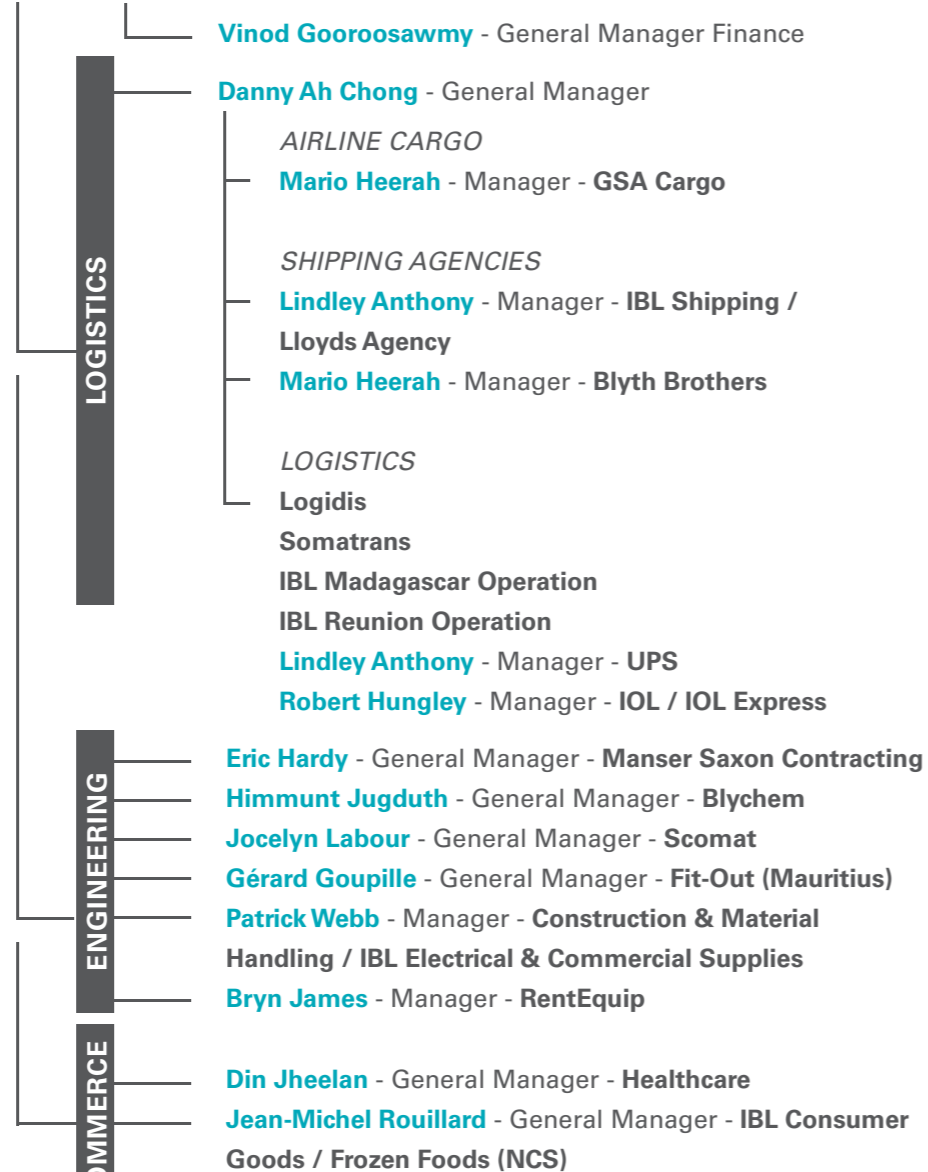 Vinod Gooroosawmy - General Manager Finance
LOGISTICS
Danny Ah Chong - General Manager
AIRLINE CARGO
Mario Heerah - Manager - GSA Cargo
SHIPPING AGENCIES
Lindley Anthony - Manager - IBL Shipping /
Lloyds Agency
Mario Heerah - Manager - Blyth Brothers
LOGISTICS
Logidis
Somatrans
IBL Madagascar Operation
IBL Reunion Operation
Lindley Anthony - Manager - UPS
Robert Hungley - Manager - IOL / IOL Express
ENGINEERING
Eric Hardy - General Manager - Manser Saxon Contracting
Himmunt Jugduth - General Manager - Blychem
Jocelyn Labour - General Manager - Scomat
Gérard Goupille - General Manager - Fit-Out (Mauritius)
Patrick Webb - Manager - Construction & Material
Handling / IBL Electrical & Commercial Supplies
Bryn James - Manager - RentEquip
Din Jheelan - General Manager - Healthcare
Jean-Michel Rouillard - General Manager - IBL Consumer
Goods / Frozen Foods (NCS)